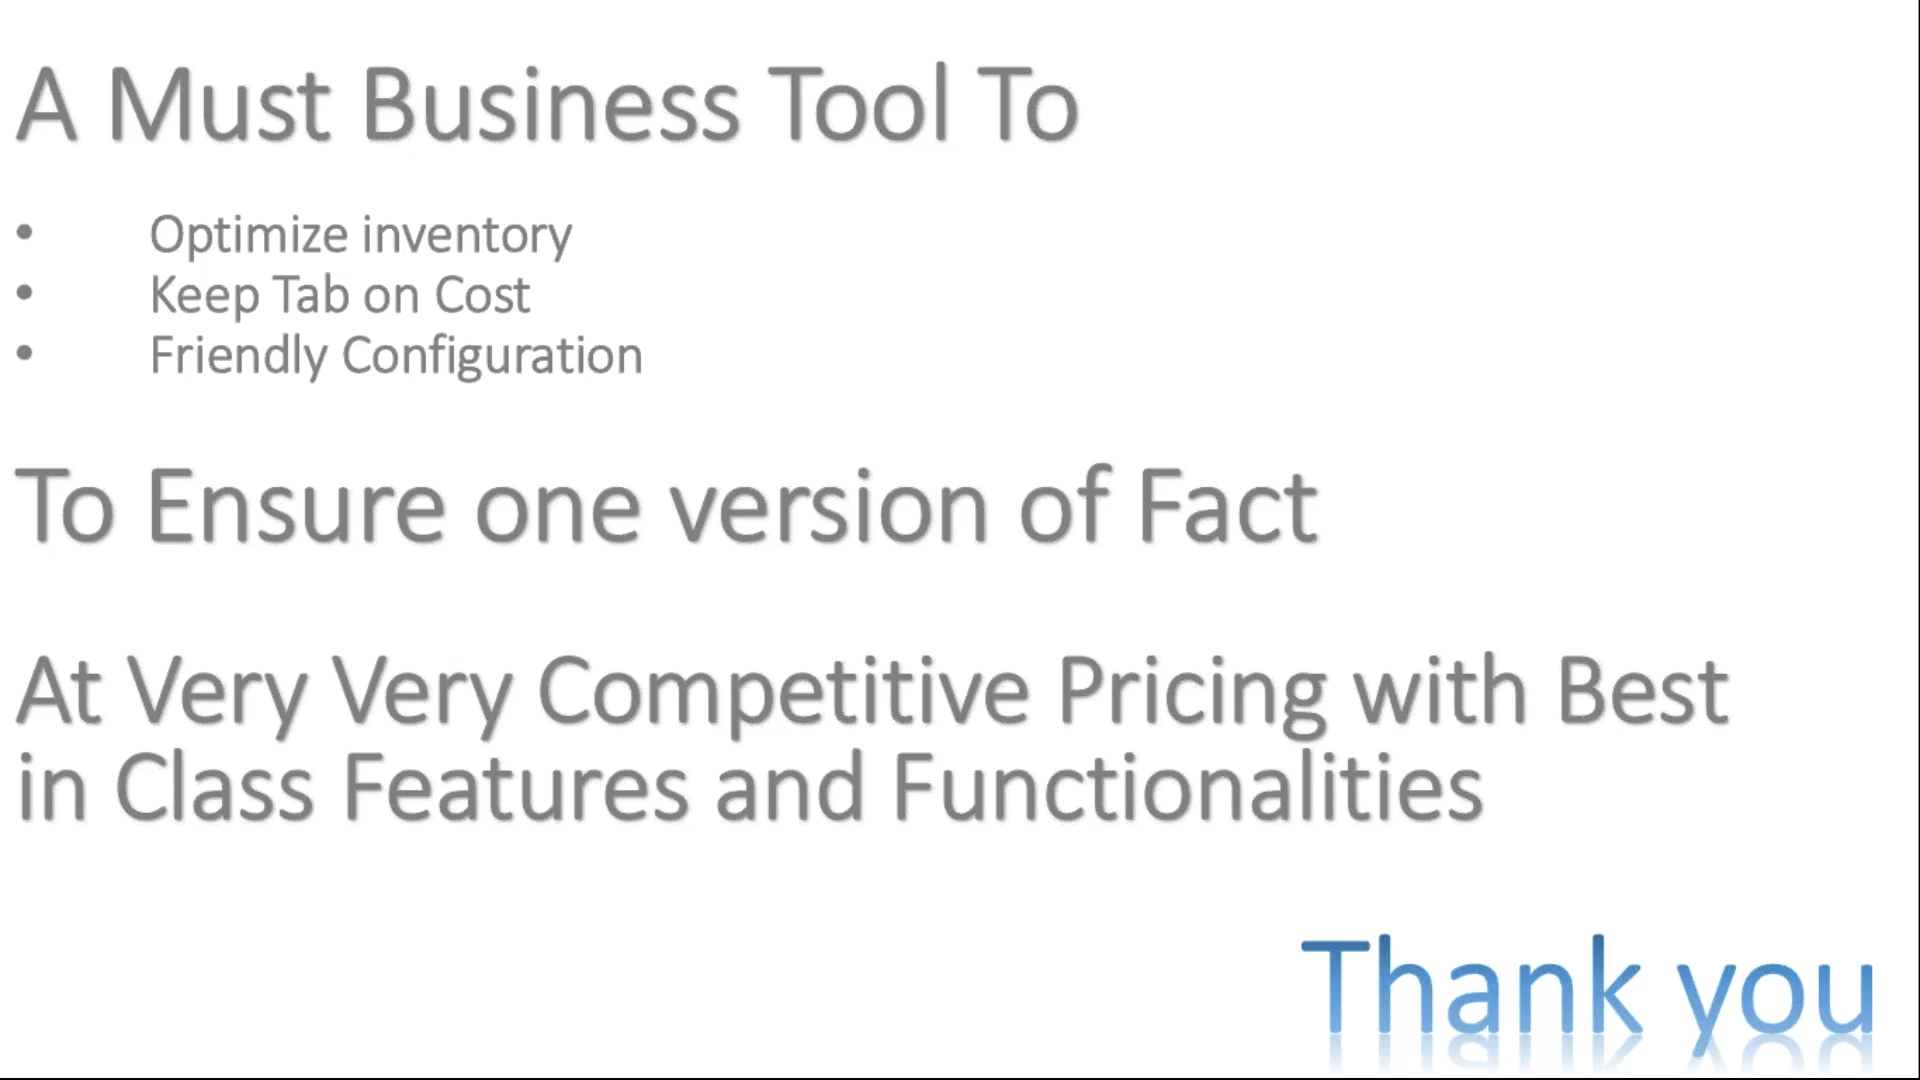 A Must Business Tool To
• Optimize inventory
• Keep Tab on Cost
• Friendly Configuration
To Ensure one version of Fact
At Very Very Competitive Pricing with Best
in Class Features and Functionalities
Thank you